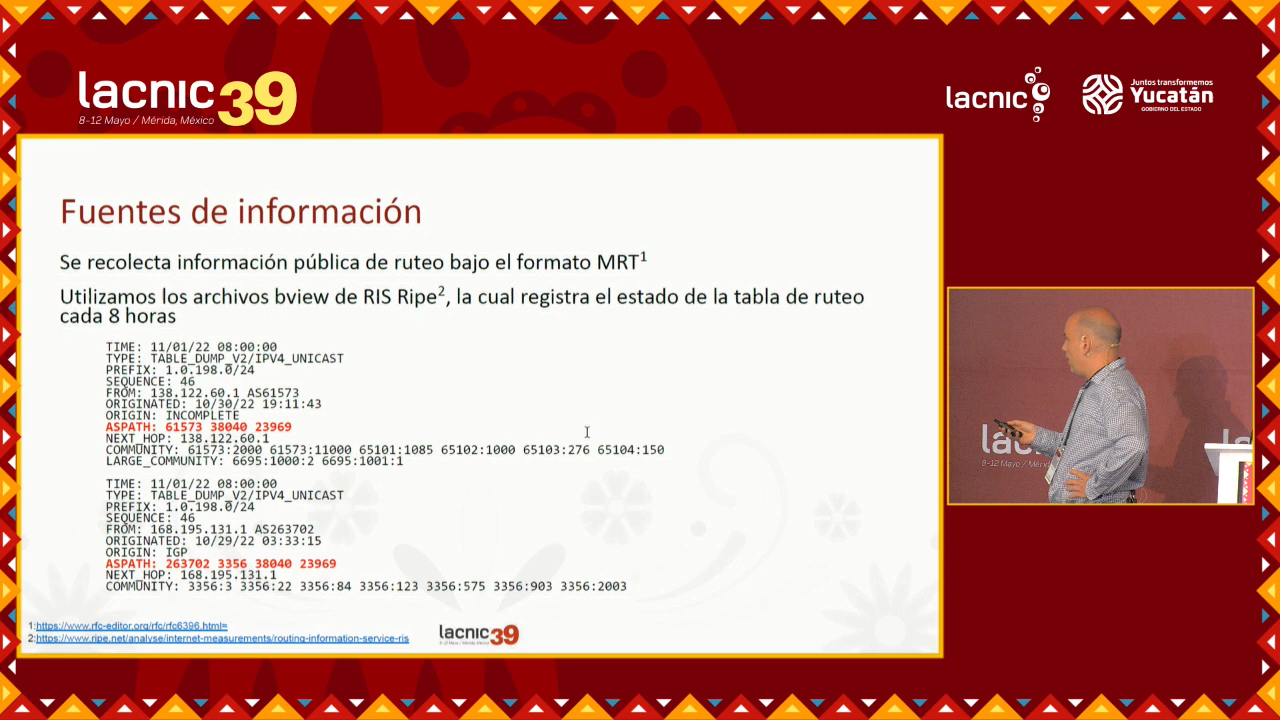 lacnic 39
8-12 Mayo / Mérida, México
lacnic
Juntos transformemos
Yucatán
GOBIERNO DEL ESTADO
Fuentes de información
Se recolecta información pública de ruteo bajo el formato MRT1
Utilizamos los archivos bview de RIS Ripe2, la cual registra el estado de la tabla de ruteo
cada 8 horas
TIME: 11/01/22 08:00:00
TYPE: TABLE_DUMP_V2/IPV4_UNICAST
PREFIX: 1.0.198.0/24
SEQUENCE: 46
FROM: 138.122.60.1 AS61573
ORIGINATED: 10/30/22 19:11:43
ORIGIN: INCOMPLETE
ASPATH: 61573 38040 23969
NEXT_HOP: 138.122.60.1
COMMUNITY: 61573:2000 61573:11000 65101:1085 65102:1000 65103:276 65104:150
LARGE_COMMUNITY: 6695:1000:2 6695:1001:1
TIME: 11/01/22 08:00:00
TYPE: TABLE_DUMP_V2/IPV4_UNICAST
PREFIX: 1.0.198.0/24
SEQUENCE: 46
FROM: 168.195.131.1 AS263702
ORIGINATED: 10/29/22 03:33:15
ORIGIN: IGP
ASPATH: 263702 3356 38040 23969
NEXT_HOP: 168.195.131.1
COMMUNITY: 3356:3 3356:22 3356:84 3356:123 3356:575 3356:903 3356:2003
1:https://www.rfc-editor.org/rfc/rfc6396.html=
2:https://www.ripe.net/analyse/internet-measurements/routing-information-service-ris
lacnic39
8-12 Mayo / Mérida, México